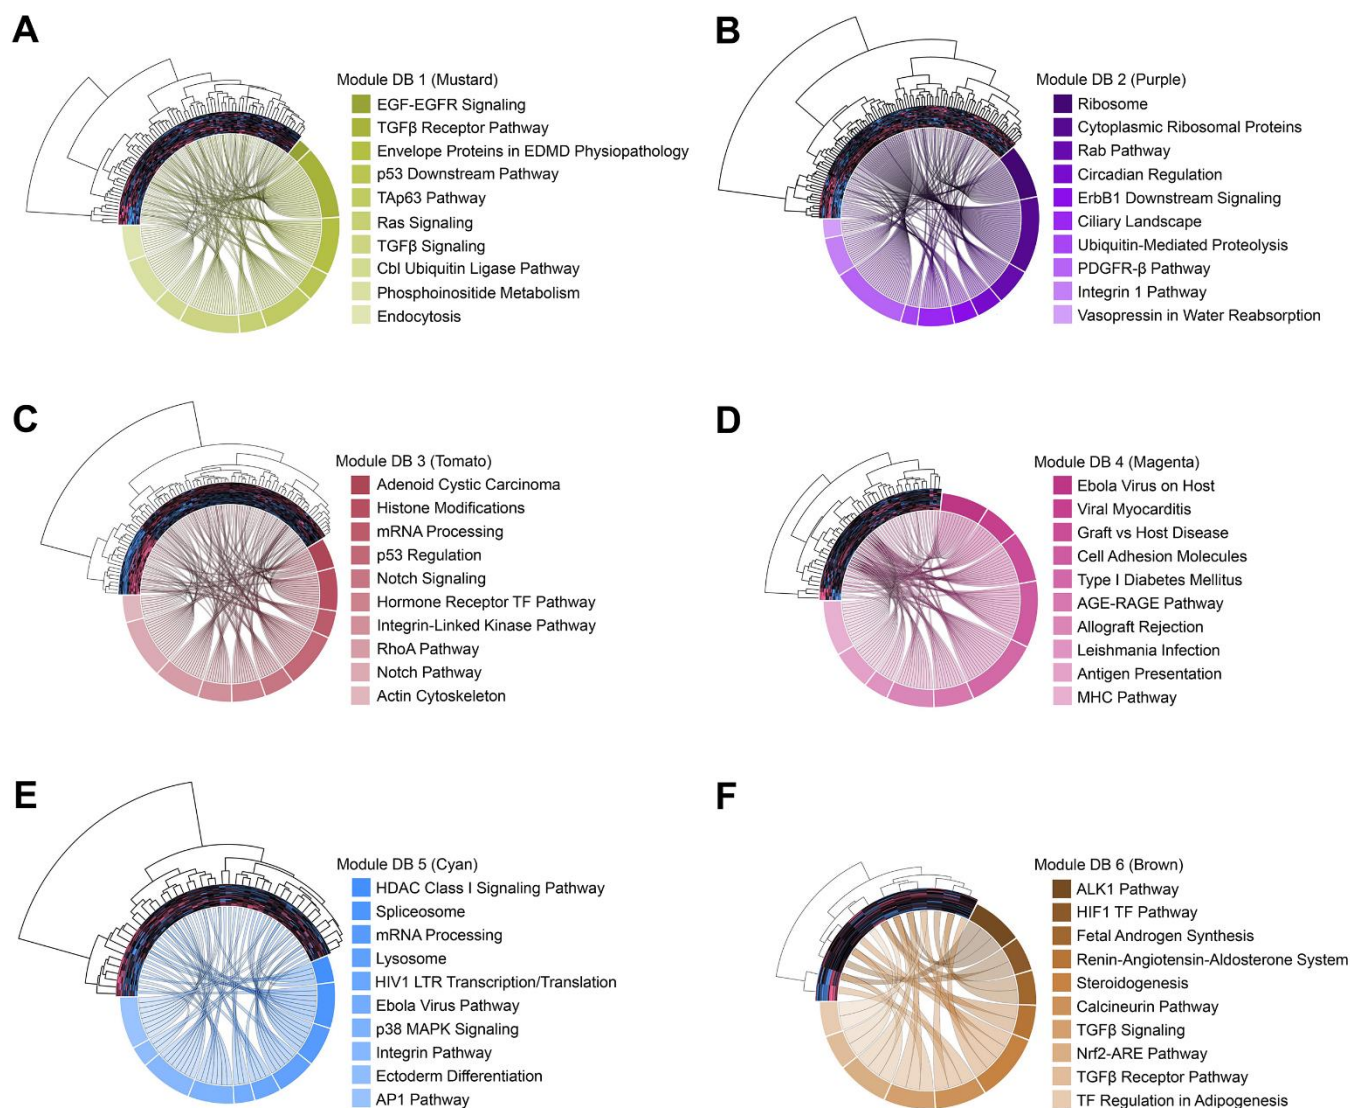 A
Module DB 1 (Mustard)
EGF-EGFR Signaling
TGFβ Receptor Pathway
Envelope Proteins in EDMD Physiopathology
p53 Downstream Pathway
TAp63 Pathway
Ras Signaling
TGFβ Signaling
Cbl Ubiquitin Ligase Pathway
Phosphoinositide Metabolism
Endocytosis
B
Module DB 2 (Purple)
Ribosome
Cytoplasmic Ribosomal Proteins
Rab Pathway
Circadian Regulation
ErbB1 Downstream Signaling
Ciliary Landscape
Ubiquitin-Mediated Proteolysis
PDGFR-β Pathway
Integrin 1 Pathway
Vasopressin in Water Reabsorption
C
Module DB 3 (Tomato)
Adenoid Cystic Carcinoma
Histone Modifications
mRNA Processing
p53 Regulation
Notch Signaling
Hormone Receptor TF Pathway
Integrin-Linked Kinase Pathway
RhoA Pathway
Notch Pathway
Actin Cytoskeleton
D
Module DB 4 (Magenta)
Ebola Virus on Host
Viral Myocarditis
Graft vs Host Disease
Cell Adhesion Molecules
Type I Diabetes Mellitus
AGE-RAGE Pathway
Allograft Rejection
Leishmania Infection
Antigen Presentation
MHC Pathway
E
Module DB 5 (Cyan)
HDAC Class I Signaling Pathway
Spliceosome
mRNA Processing
Lysosome
HIV1 LTR Transcription/Translation
Ebola Virus Pathway
p38 MAPK Signaling
Integrin Pathway
Ectoderm Differentiation
AP1 Pathway
F
Module DB 6 (Brown)
ALK1 Pathway
HIF1 TF Pathway
Fetal Androgen Synthesis
Renin-Angiotensin-Aldosterone System
Steroidogenesis
Calcineurin Pathway
TGFβ Signaling
Nrf2-ARE Pathway
TGFβ Receptor Pathway
TF Regulation in Adipogenesis